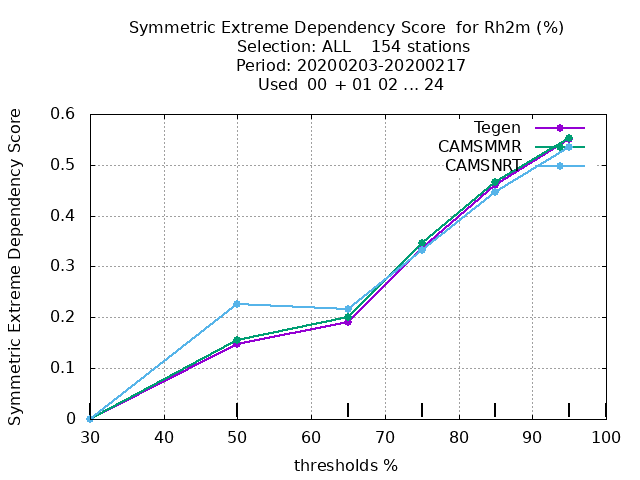 Symmetric Extreme Dependency Score  for Rh2m (%)
Selection: ALL    154 stations
Period: 20200203-20200217
Used  00  + 01 02 ... 24
Symmetric Extreme Dependency Score
0.6
0.5
0.4
0.3
0.2
0.1
0
Tegen
CAMSMMR
CAMSNRT
30 40 50 60 70 80 90 100
thresholds %